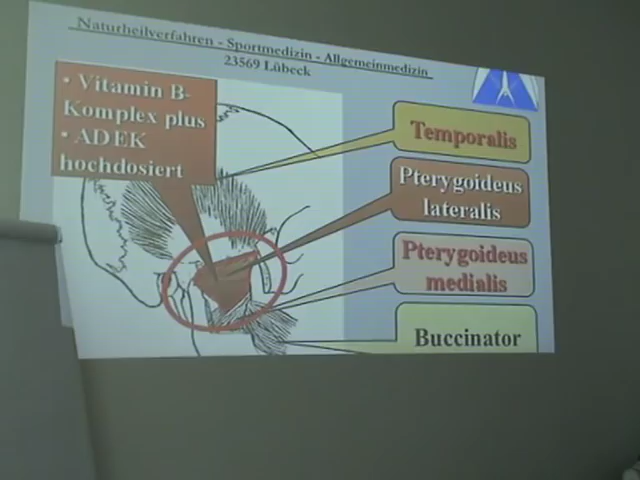 Naturheilverfahren - Sportmedizin - Allgemeinmedizin
23569 Lübeck
• Vitamin B-
Komplex plus
• ADEK
hochdosiert
Temporalis
Pterygoideus
lateralis
Pterygoideus
medialis
Buccinator